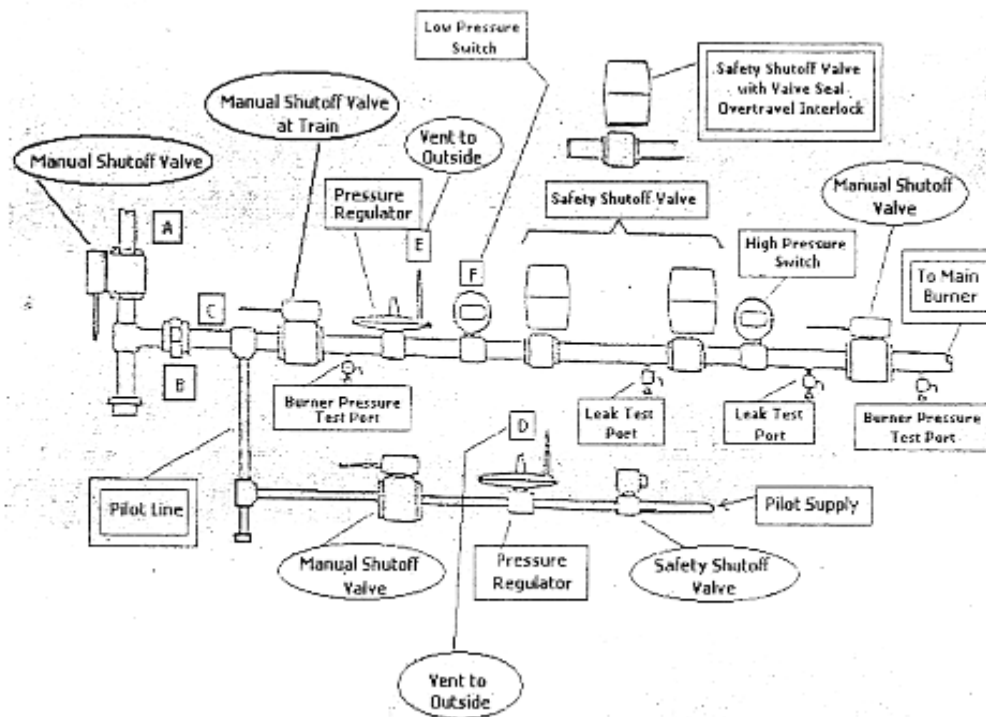 Low Pressure
Switch
Safety Shutoff Valve
with Valve Seal
Overtravel Interlock
Manual Shutoff Valve
at Train
Vent to
Outside
Manual Shutoff Valve
Pressure
Regulator
Safety Shutoff Valve
Manual Shutoff
Valve
A
E
F
High Pressure
Switch
To Main
Burner
C
B
Burner Pressure
Test Port
D
Leak Test
Port
Leak Test
Port
Burner Pressure
Test Port
Pilot Line
Pilot Supply
Manual Shutoff
Valve
Pressure
Regulator
Safety Shutoff
Valve
Vent to
Outside